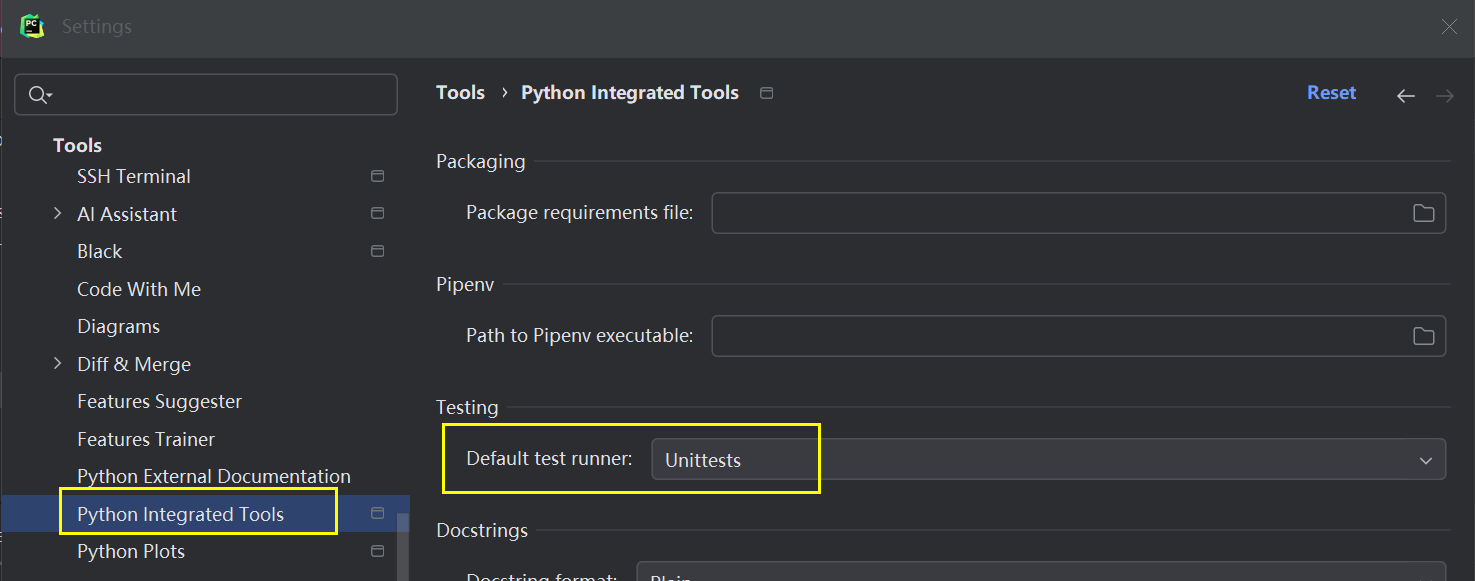 PC
Settings
Tools
SSH Terminal
AI Assistant
Black
Code With Me
Diagrams
Diff & Merge
Features Suggester
Features Trainer
Python External Documentation
Python Integrated Tools
Python Plots
Tools › Python Integrated Tools
Reset
Packaging
Package requirements file:
Pipenv
Path to Pipenv executable:
Testing
Default test runner: Unittests
Docstrings
Docstring format: Plain